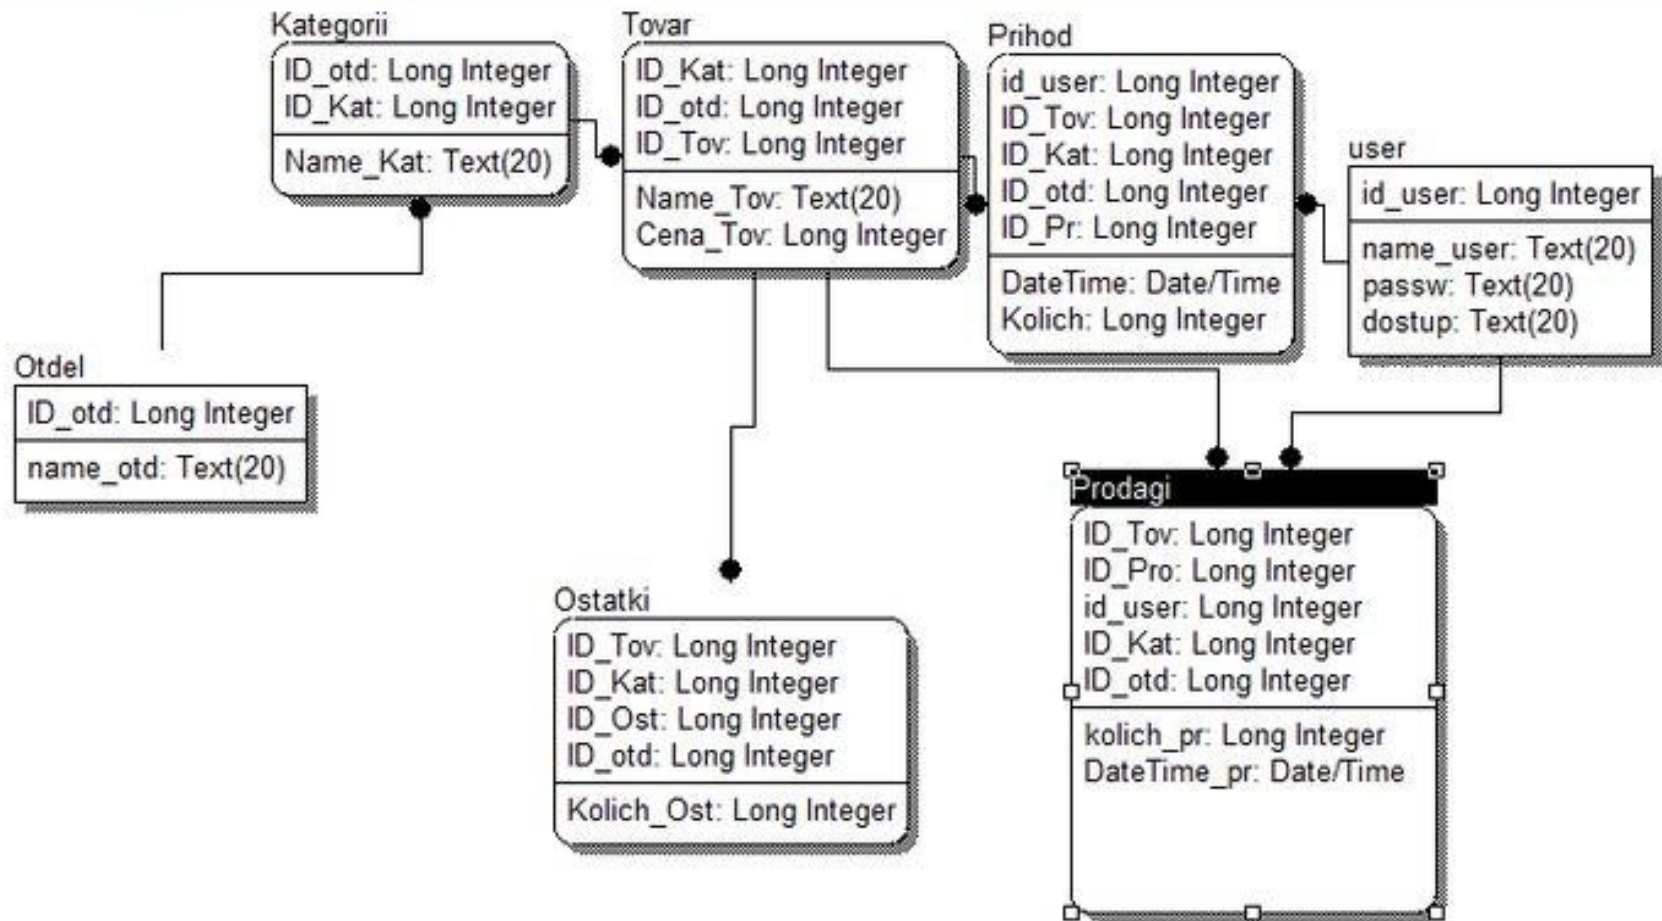 Kategorii
ID_otd: Long Integer
ID_Kat: Long Integer
Name_Kat: Text(20)
Tovar
ID_Kat: Long Integer
ID_otd: Long Integer
ID_Tov: Long Integer
Name_Tov: Text(20)
Cena_Tov: Long Integer
Prihod
id_user: Long Integer
ID_Tov: Long Integer
ID_Kat: Long Integer
ID_otd: Long Integer
ID_Pr: Long Integer
DateTime: Date/Time
Kolich: Long Integer
user
id_user: Long Integer
name_user: Text(20)
passw: Text(20)
dostup: Text(20)
Otdel
ID_otd: Long Integer
name_otd: Text(20)
Ostatki
ID_Tov: Long Integer
ID_Kat: Long Integer
ID_Ost: Long Integer
ID_otd: Long Integer
Kolich_Ost: Long Integer
Prodagi
ID_Tov: Long Integer
ID_Pro: Long Integer
id_user: Long Integer
ID_Kat: Long Integer
ID_otd: Long Integer
kolich_pr: Long Integer
DateTime_pr: Date/Time